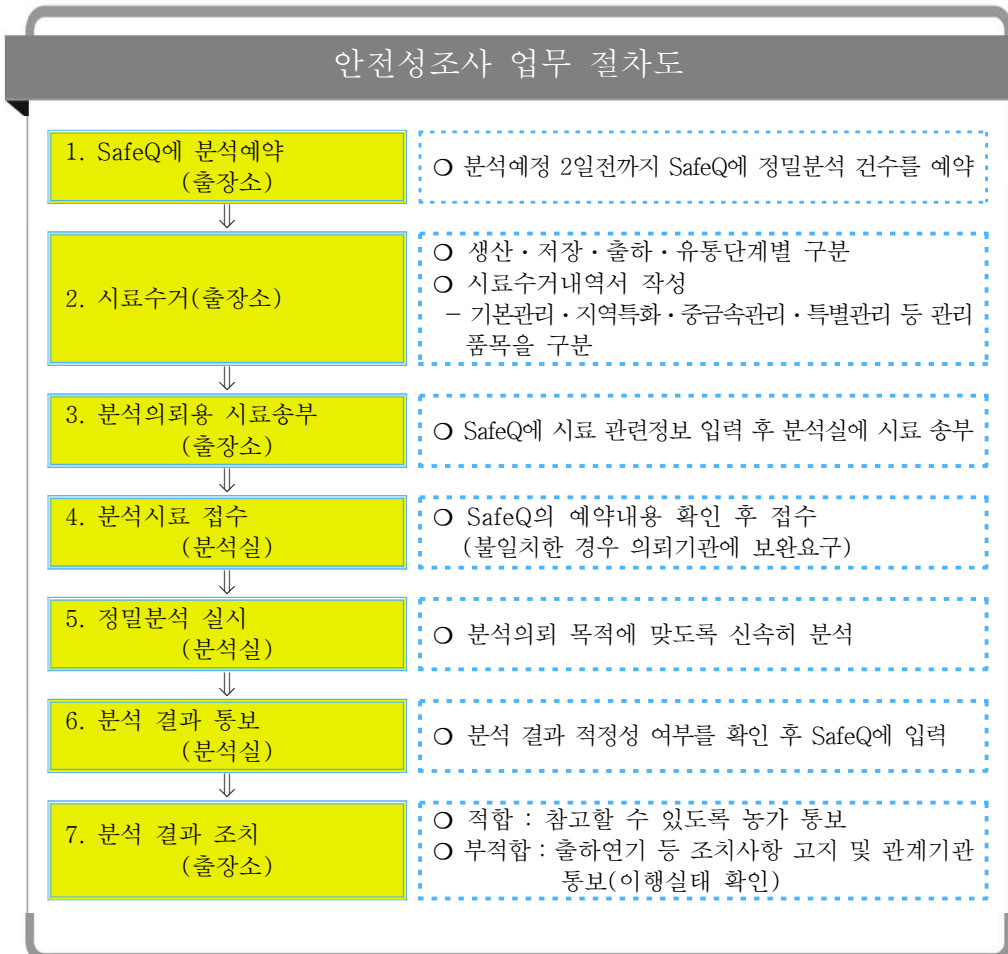 안전성조사 업무 절차도
1. SafeQ에 분석예약
(출장소)
❍ 분석예정 2일전까지 SafeQ에 정밀분석 건수를 예약
⇓
2. 시료수거(출장소)
❍ 생산·저장·출하·유통단계별 구분
❍ 시료수거내역서 작성
- 기본관리·지역특화·중금속관리·특별관리 등 관리
품목을 구분
⇓
3. 분석의뢰용 시료송부
(출장소)
❍ SafeQ에 시료 관련정보 입력 후 분석실에 시료 송부
⇓
4. 분석시료 접수
(분석실)
❍ SafeQ의 예약내용 확인 후 접수
(불일치한 경우 의뢰기관에 보완요구)
⇓
5. 정밀분석 실시
(분석실)
❍ 분석의뢰 목적에 맞도록 신속히 분석
⇓
6. 분석 결과 통보
(분석실)
❍ 분석 결과 적정성 여부를 확인 후 SafeQ에 입력
⇓
7. 분석 결과 조치
(출장소)
❍ 적합 : 참고할 수 있도록 농가 통보
❍ 부적합 : 출하연기 등 조치사항 고지 및 관계기관
통보(이행실태 확인)